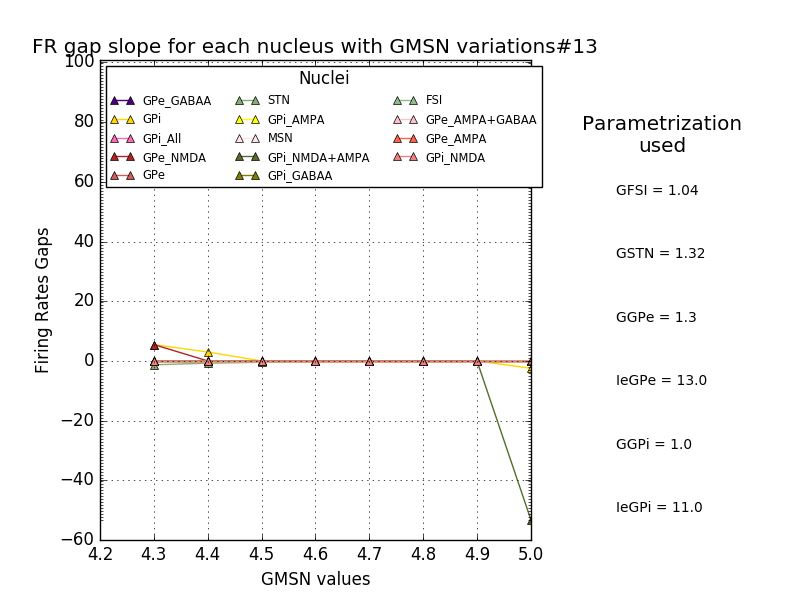 FR gap slope for each nucleus with GMSN variations#13
Nuclei
GPe_GABAA
GPi
GPi_All
GPe_NMDA
GPe
STN
GPi_AMPA
MSN
GPi_NMDA+AMPA
GPi_GABAA
FSI
GPe_AMPA+GABAA
GPe_AMPA
GPi_NMDA
100
80
60
40
20
0
−20
−40
−60
Firing Rates Gaps
4.2 4.3 4.4 4.5 4.6 4.7 4.8 4.9 5.0
GMSN values
Parametrization
used
GFSI = 1.04
GSTN = 1.32
GGPe = 1.3
IeGPe = 13.0
GGPi = 1.0
IeGPi = 11.0